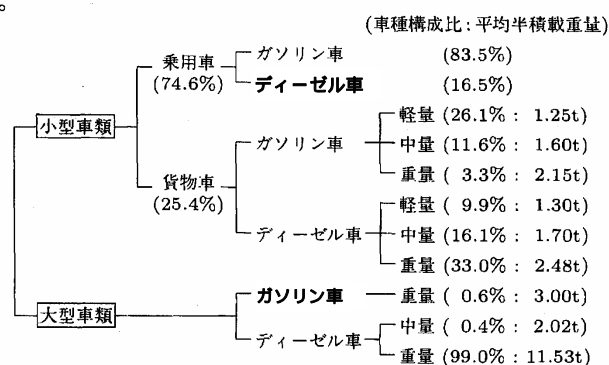 。
(車種構成比：平均半積載重量)
ガソリン車 (83.5%)
乗用車
(74.6%)
ディーゼル車 (16.5%)
軽量 (26.1% : 1.25t)
小型車類
ガソリン車 中量 (11.6% : 1.60t)
重量 ( 3.3% : 2.15t)
貨物車
(25.4%)
軽量 ( 9.9% : 1.30t)
ディーゼル車 中量 (16.1% : 1.70t)
重量 (33.0% : 2.48t)
ガソリン車 重量 ( 0.6% : 3.00t)
大型車類
中量 ( 0.4% : 2.02t)
ディーゼル車
重量 (99.0% : 11.53t)